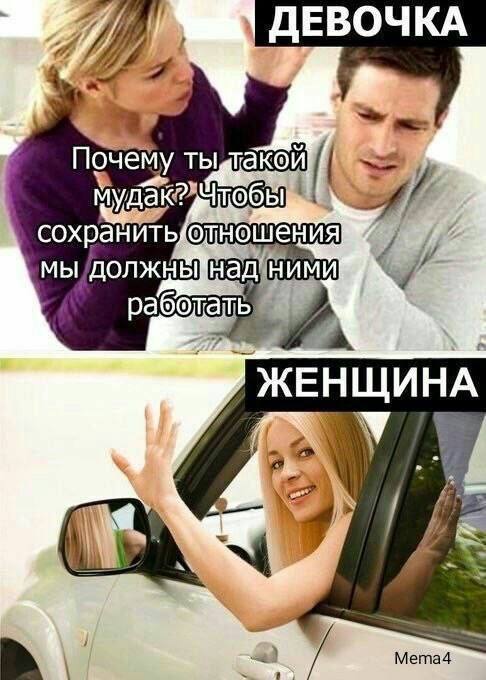 ДЕВОЧКА
Почему ты такой
мудак? Чтобы
сохранить отношения
мы должны над ними
работать
ЖЕНЩИНА
Mema4